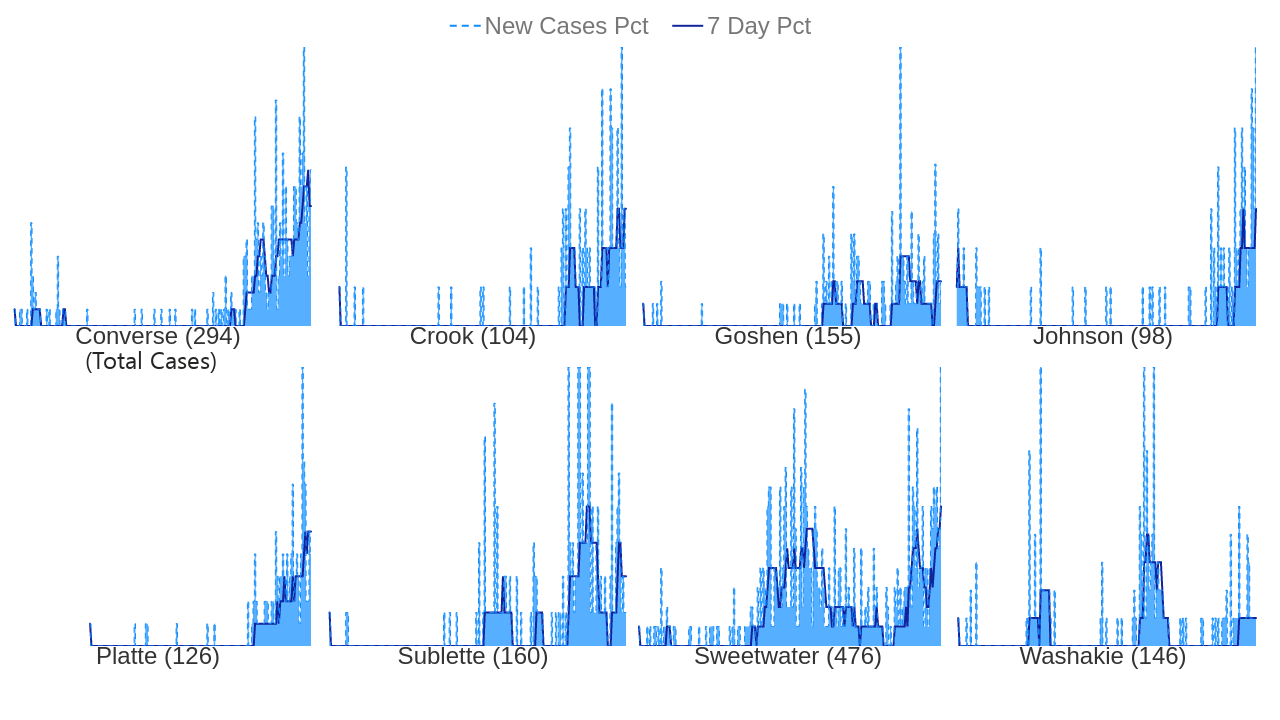 New Cases Pct 7 Day Pct
Converse (294) Crook (104) Goshen (155) Johnson (98)
(Total Cases)
Platte (126) Sublette (160) Sweetwater (476) Washakie (146)